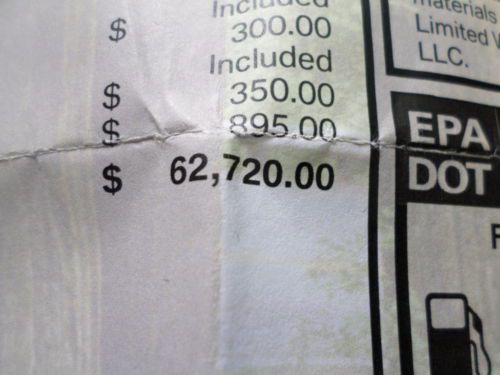 Included
$ 300.00
Included
$ 350.00
$ 895.00
$ 62,720.00
materials
Limited
LLC.
EPA
DOT